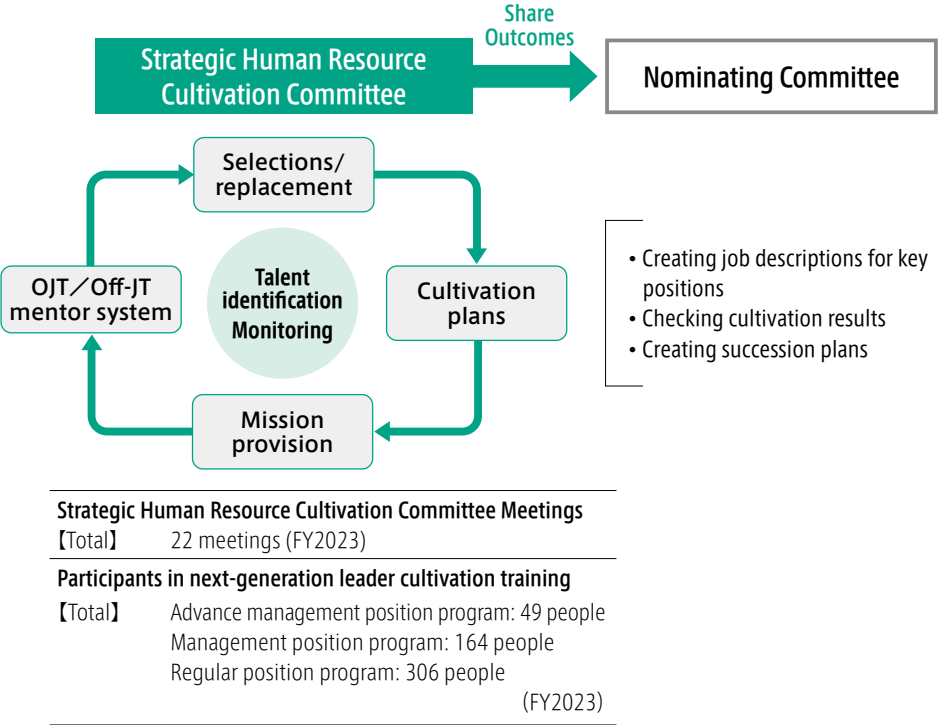 Share
Outcomes
Strategic Human Resource
Cultivation Committee
Nominating Committee
Selections/
replacement
OJT／Off-JT
mentor system
Talent
identification
Monitoring
Cultivation
plans
Mission
provision
• Creating job descriptions for key
positions
• Checking cultivation results
• Creating succession plans
Strategic Human Resource Cultivation Committee Meetings
【Total】 22 meetings (FY2023)
Participants in next-generation leader cultivation training
【Total】 Advance management position program: 49 people
Management position program: 164 people
Regular position program: 306 people
(FY2023)